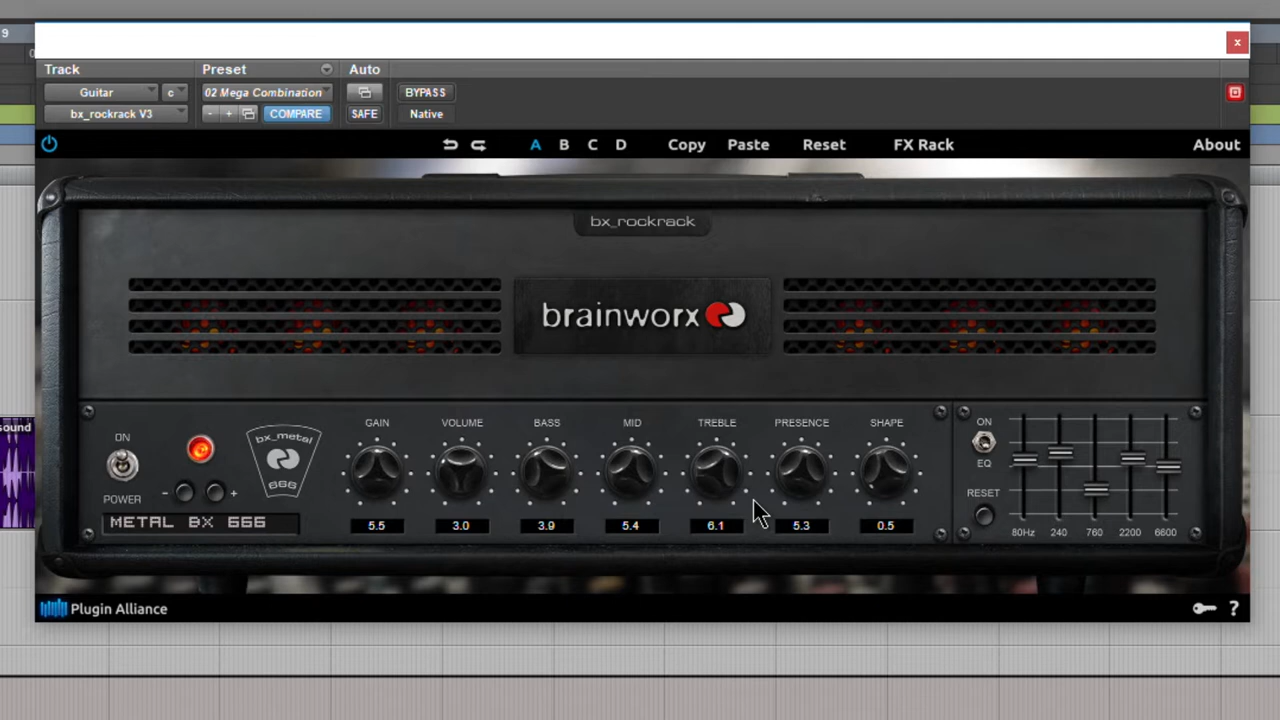 9
0
Track
Preset
Auto
Guitar
c
02 Mega Combination
BYPASS
bx_rockrack V3
- +
COMPARE
SAFE
Native
A B C D
Copy
Paste
Reset
FX Rack
About
bx_rockrack
brainworx
ON
POWER
- +
METAL BX 666
bx_metal
666
GAIN
VOLUME
BASS
MID
TREBLE
PRESENCE
SHAPE
5.5
3.0
3.9
5.4
6.1
5.3
0.5
ON
EQ
RESET
80Hz 240 760 2200 6600
sound
Plugin Alliance
?
x